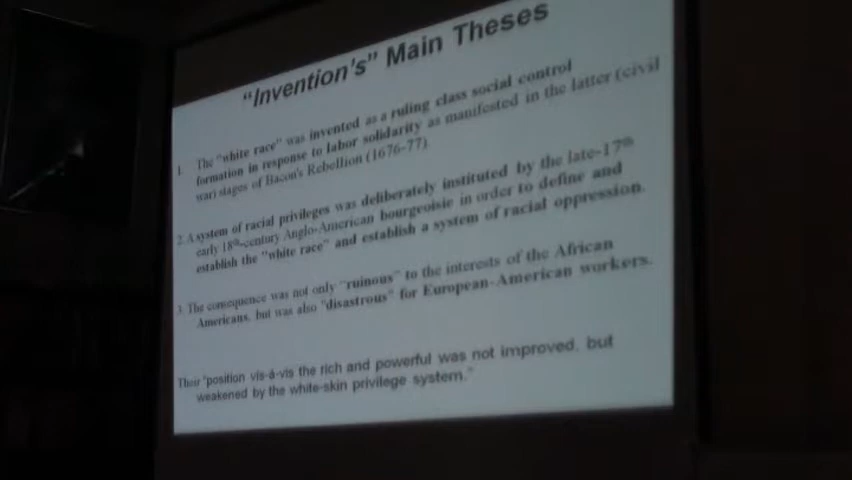 "Invention's" Main Theses
1. The "white race" was invented as a ruling class social control
formation in response to labor solidarity as manifested in the latter (civil
war) stages of Bacon's Rebellion (1676-77)
2. A system of racial privileges was deliberately instituted by the late-17th
early 18th-century Anglo-American bourgeoisie in order to define and
establish the "white race" and establish a system of racial oppression.
3. The consequence was not only "ruinous" to the interests of the African
Americans, but was also "disastrous" for European-American workers.
Their "position vis-à-vis the rich and powerful was not improved, but
weakened by the white-skin privilege system."